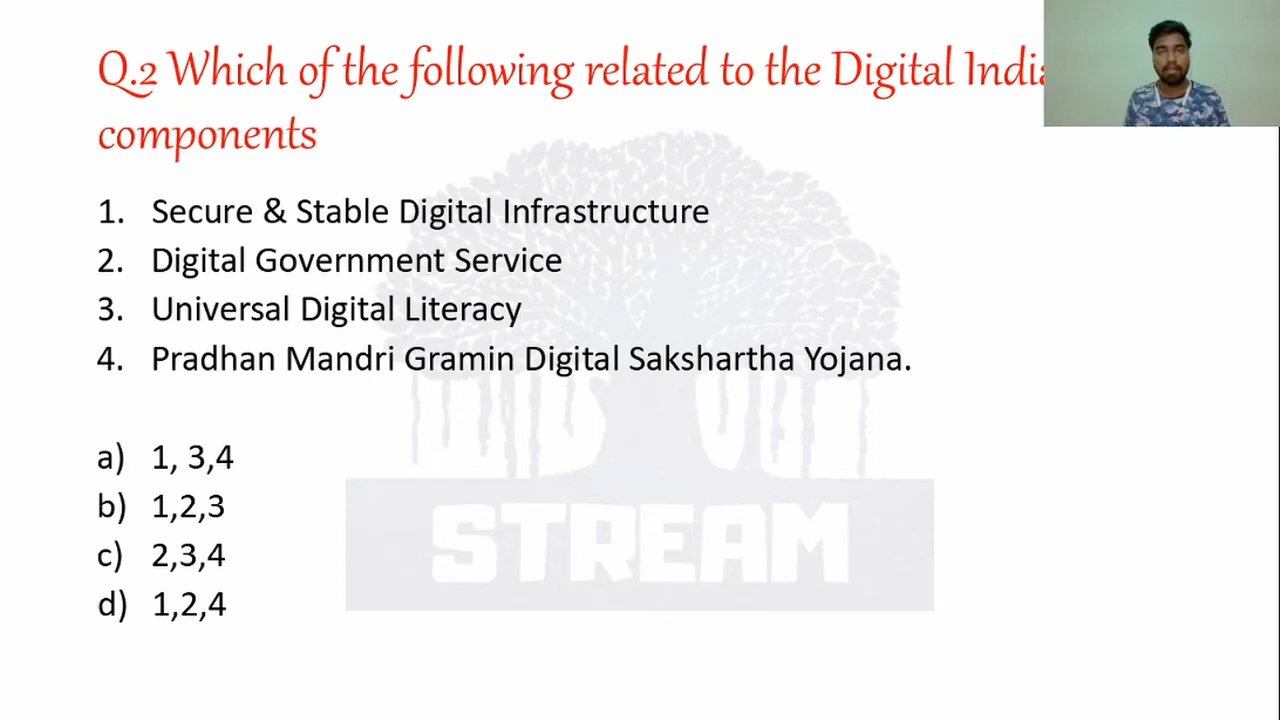 Q.2 Which of the following related to the Digital India
components
1. Secure & Stable Digital Infrastructure
2. Digital Government Service
3. Universal Digital Literacy
4. Pradhan Mandri Gramin Digital Sakshartha Yojana.
a) 1, 3,4
b) 1,2,3
c) 2,3,4
d) 1,2,4
STREAM